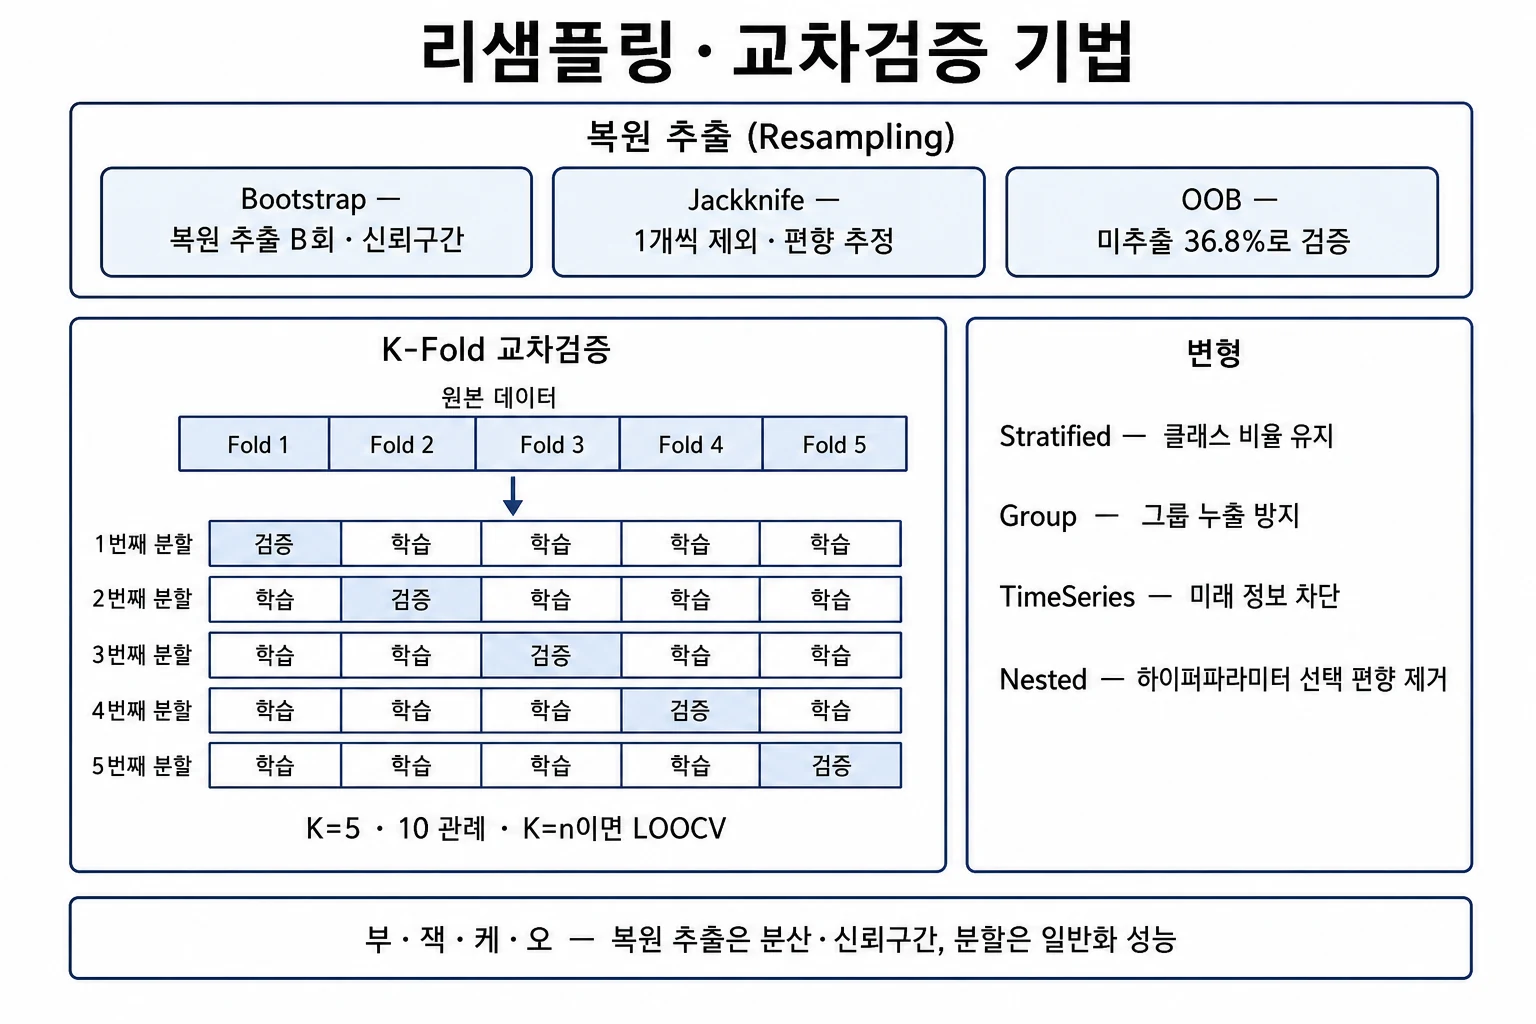 리샘플링 · 교차검증 기법
복원 추출 (Resampling)
Bootstrap —
복원 추출 B회 · 신뢰구간
Jackknife —
1개씩 제외 · 편향 추정
OOB —
미추출 36.8%로 검증
K-Fold 교차검증
원본 데이터
Fold 1 Fold 2 Fold 3 Fold 4 Fold 5
1번째 분할 검증 학습 학습 학습 학습
2번째 분할 학습 검증 학습 학습 학습
3번째 분할 학습 학습 검증 학습 학습
4번째 분할 학습 학습 학습 검증 학습
5번째 분할 학습 학습 학습 학습 검증
K=5 · 10 관례 · K=n이면 LOOCV
변형
Stratified — 클래스 비율 유지
Group — 그룹 누출 방지
TimeSeries — 미래 정보 차단
Nested — 하이퍼파라미터 선택 편향 제거
부 · 잭 · 케 · 오 — 복원 추출은 분산 · 신뢰구간, 분할은 일반화 성능